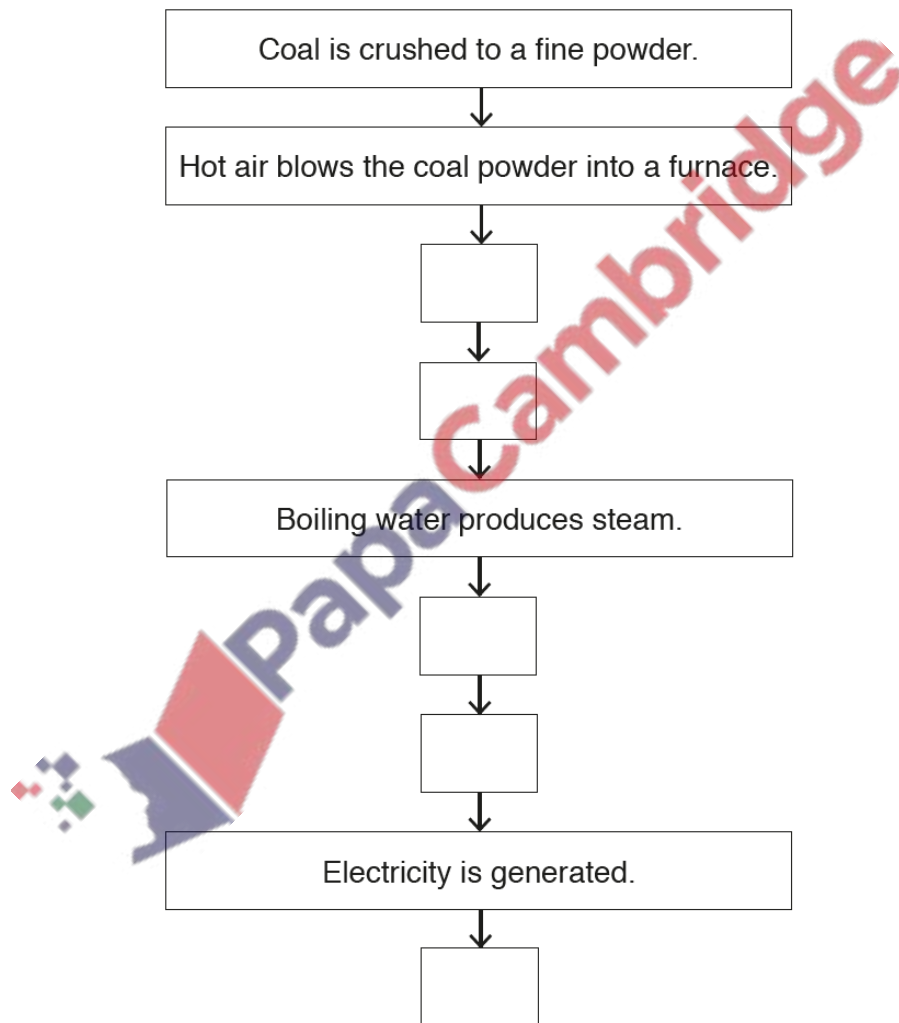 Coal is crushed to a fine powder.
Hot air blows the coal powder into a furnace.
Boiling water produces steam.
Electricity is generated.
PapaCambridge